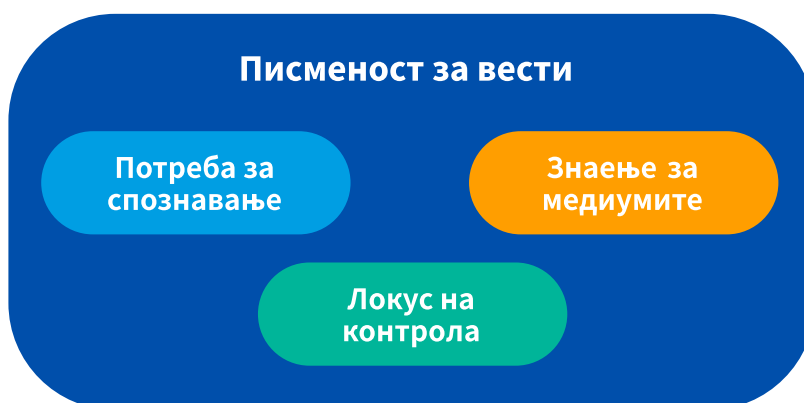 Писменост за вести
Потреба за
спознавање
Знаење за
медиумите
Локус на
контрола